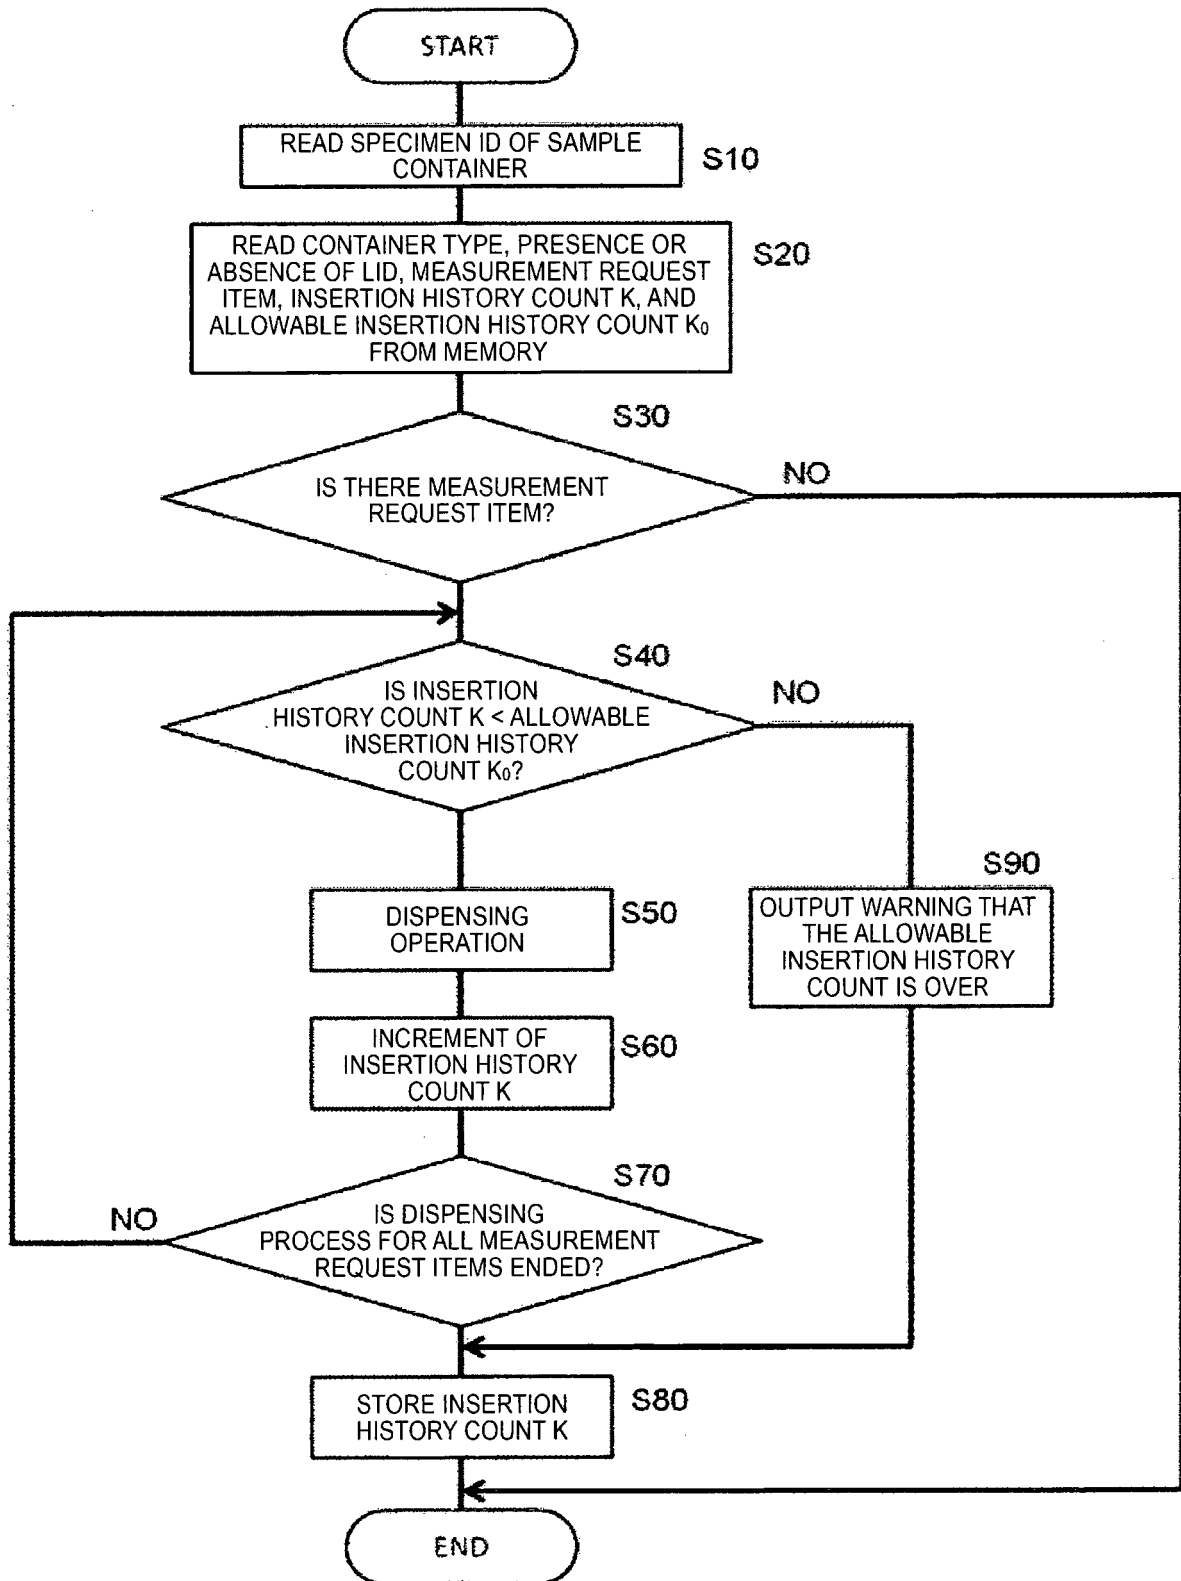 START
READ SPECIMEN ID OF SAMPLE
CONTAINER
S10
READ CONTAINER TYPE, PRESENCE OR
ABSENCE OF LID, MEASUREMENT REQUEST
ITEM, INSERTION HISTORY COUNT K, AND
ALLOWABLE INSERTION HISTORY COUNT K₀
FROM MEMORY
S20
S30
IS THERE MEASUREMENT
REQUEST ITEM?
NO
S40
IS INSERTION
HISTORY COUNT K < ALLOWABLE
INSERTION HISTORY
COUNT K₀?
NO
S50
DISPENSING
OPERATION
S90
OUTPUT WARNING THAT
THE ALLOWABLE
INSERTION HISTORY
COUNT IS OVER
INCREMENT OF
INSERTION HISTORY
COUNT K
S60
S70
IS DISPENSING
PROCESS FOR ALL MEASUREMENT
REQUEST ITEMS ENDED?
NO
STORE INSERTION
HISTORY COUNT K
S80
END